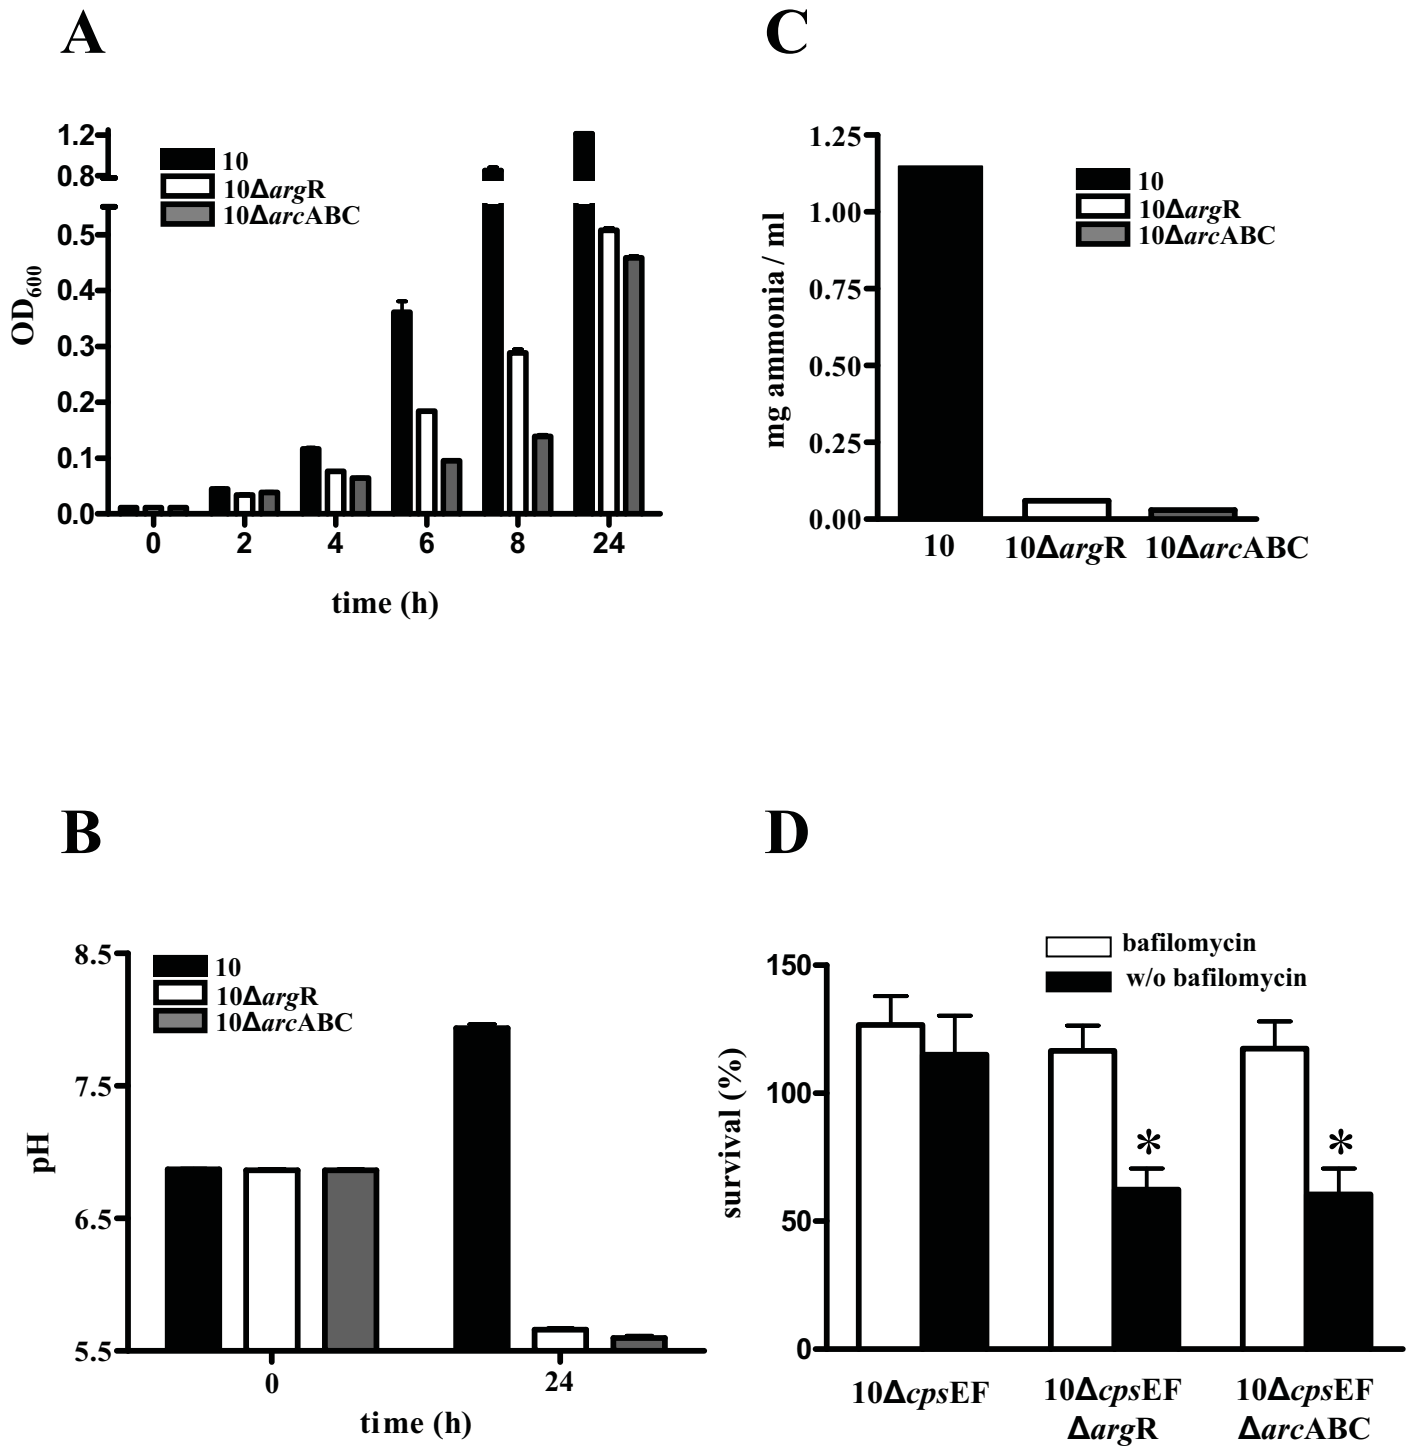 A
1.2
0.8
0.5
0.4
0.3
0.2
0.1
0.0
OD600
10
10ΔargR
10ΔarcABC
0 2 4 6 8 24
time (h)
C
1.25
1.00
0.75
0.50
0.25
0.00
mg ammonia / ml
10
10ΔargR
10ΔarcABC
10 10ΔargR 10ΔarcABC
B
8.5
7.5
6.5
5.5
pH
10
10ΔargR
10ΔarcABC
0 24
time (h)
D
bafilomycin
w/o bafilomycin
150
100
50
0
survival (%)
* *
10ΔcpsEF 10ΔcpsEF 10ΔcpsEF
ΔargR ΔarcABC